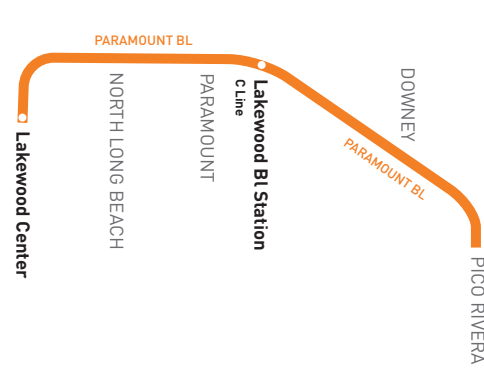 PARAMOUNT BL
Lakewood Center
NORTH LONG BEACH
PARAMOUNT
Lakewood Bl Station
C Line
DOWNEY
PARAMOUNT BL
PICO RIVERA